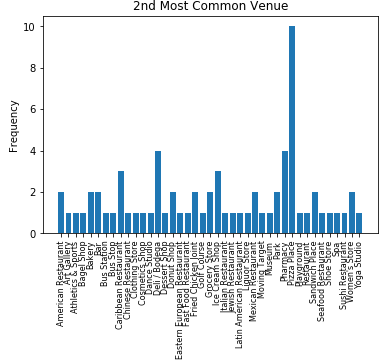 2nd Most Common Venue
Frequency
10
8
6
4
2
0
American Restaurant
Art Gallery
Athletics & Sports
Bagel Shop
Bakery
Bar
Bus Station
Bus Stop
Caribbean Restaurant
Chinese Restaurant
Clothing Store
Cosmetics Shop
Dance Studio
Deli / Bodega
Dessert Shop
Donut Shop
Eastern European Restaurant
Fast Food Restaurant
Fried Chicken Joint
Golf Course
Grocery Store
Ice Cream Shop
Italian Restaurant
Jewish Restaurant
Latin American Restaurant
Liquor Store
Mexican Restaurant
Moving Target
Museum
Park
Pharmacy
Pizza Place
Playground
Restaurant
Sandwich Place
Seafood Restaurant
Shoe Store
Spa
Sushi Restaurant
Women's Store
Yoga Studio